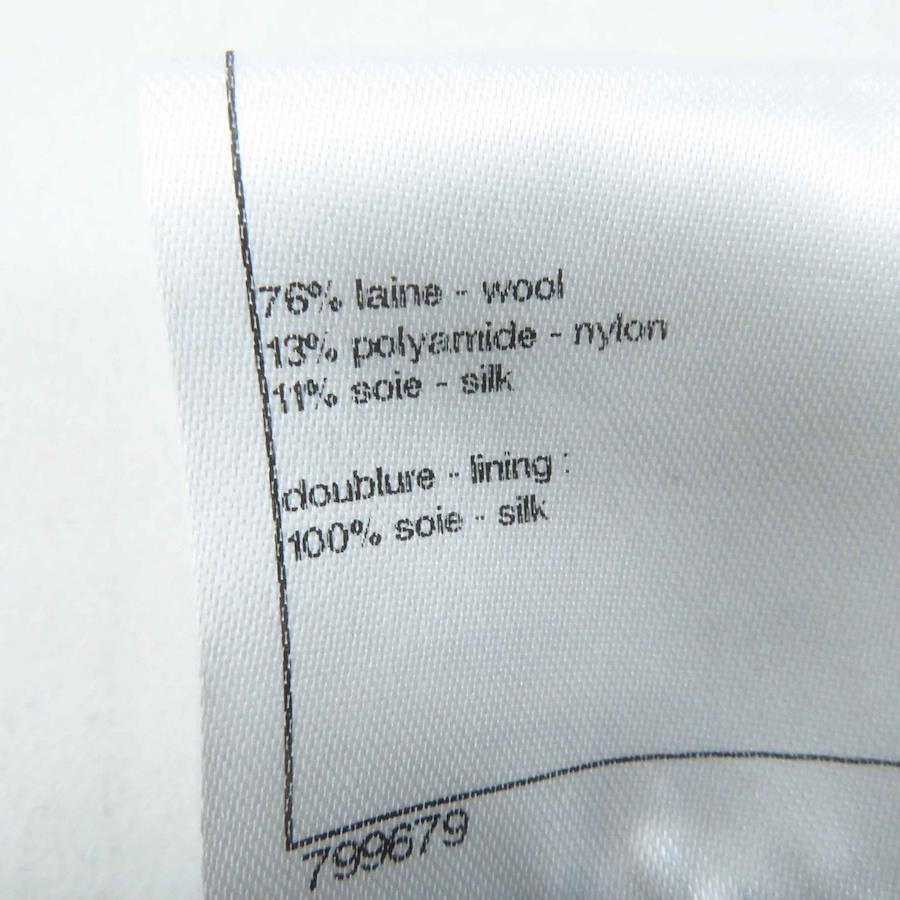 76% laine - wool
13% polyamide - nylon
11% soie - silk
doublure - lining :
100% soie - silk
799679